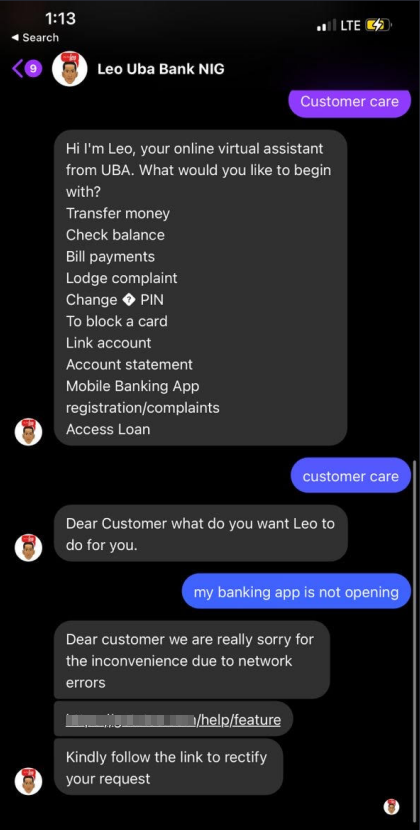 1:13
LTE
Search
9
Leo Uba Bank NIG
Customer care
Hi I'm Leo, your online virtual assistant
from UBA. What would you like to begin
with?
Transfer money
Check balance
Bill payments
Lodge complaint
Change � PIN
To block a card
Link account
Account statement
Mobile Banking App
registration/complaints
Access Loan
customer care
Dear Customer what do you want Leo to
do for you.
my banking app is not opening
Dear customer we are really sorry for
the inconvenience due to network
errors
/help/feature
Kindly follow the link to rectify
your request